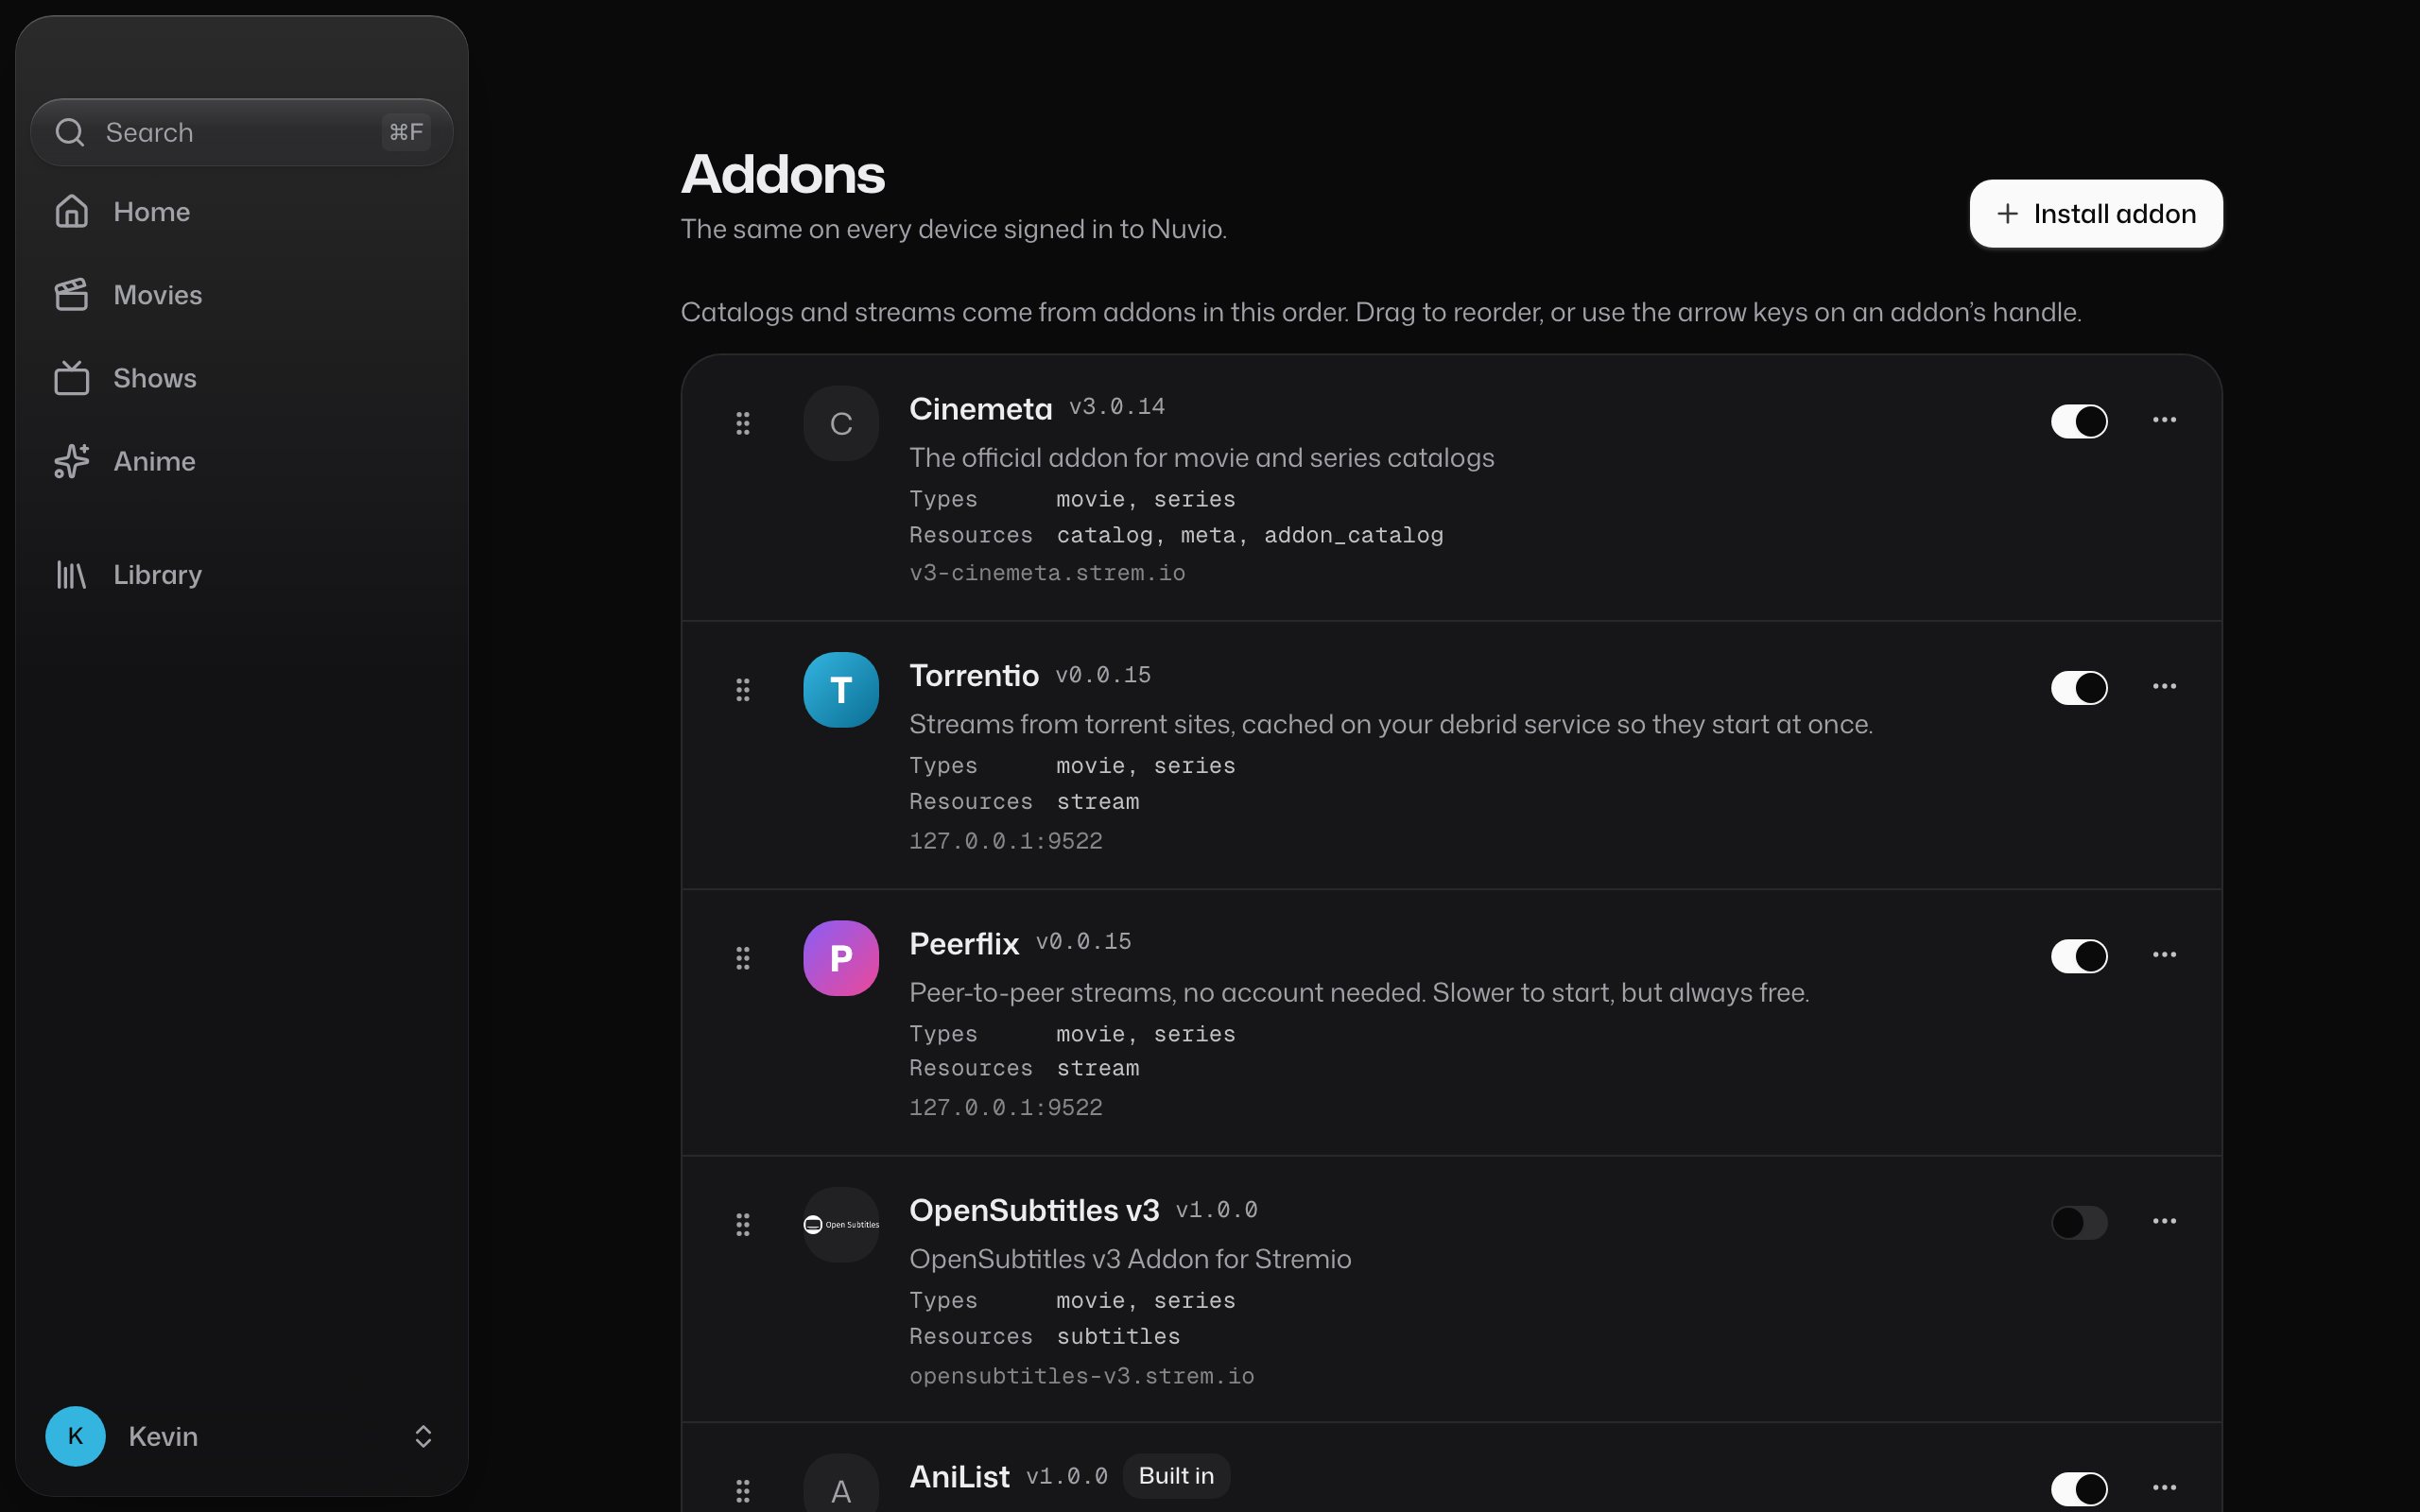 Search ⌘F
Home
Movies
Shows
Anime
Library
K Kevin
Addons
The same on every device signed in to Nuvio.
+ Install addon
Catalogs and streams come from addons in this order. Drag to reorder, or use the arrow keys on an addon’s handle.
C
Cinemeta v3.0.14
The official addon for movie and series catalogs
Types movie, series
Resources catalog, meta, addon_catalog
v3-cinemeta.strem.io
T
Torrentio v0.0.15
Streams from torrent sites, cached on your debrid service so they start at once.
Types movie, series
Resources stream
127.0.0.1:9522
P
Peerflix v0.0.15
Peer-to-peer streams, no account needed. Slower to start, but always free.
Types movie, series
Resources stream
127.0.0.1:9522
Open Subtitles
OpenSubtitles v3 v1.0.0
OpenSubtitles v3 Addon for Stremio
Types movie, series
Resources subtitles
opensubtitles-v3.strem.io
A
AniList v1.0.0 Built in